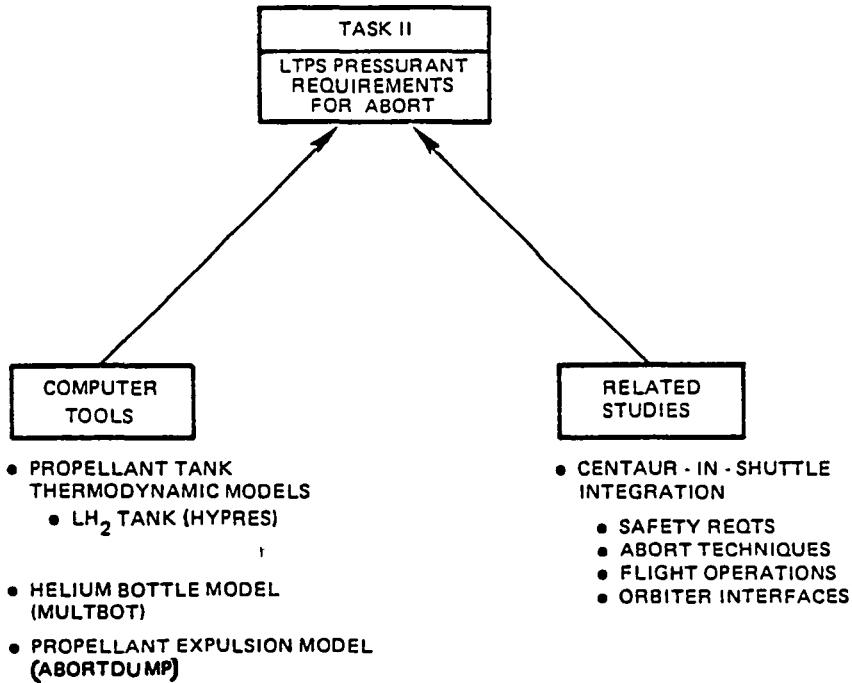 TASK II
LTPS PRESSURANT
REQUIREMENTS
FOR ABORT
COMPUTER
TOOLS
• PROPELLANT TANK
THERMODYNAMIC MODELS
• LH2 TANK (HYPRES)
• HELIUM BOTTLE MODEL
(MULTBOT)
• PROPELLANT EXPULSION MODEL
(ABORTDUMP)
RELATED
STUDIES
• CENTAUR - IN - SHUTTLE
INTEGRATION
• SAFETY REQTS
• ABORT TECHNIQUES
• FLIGHT OPERATIONS
• ORBITER INTERFACES